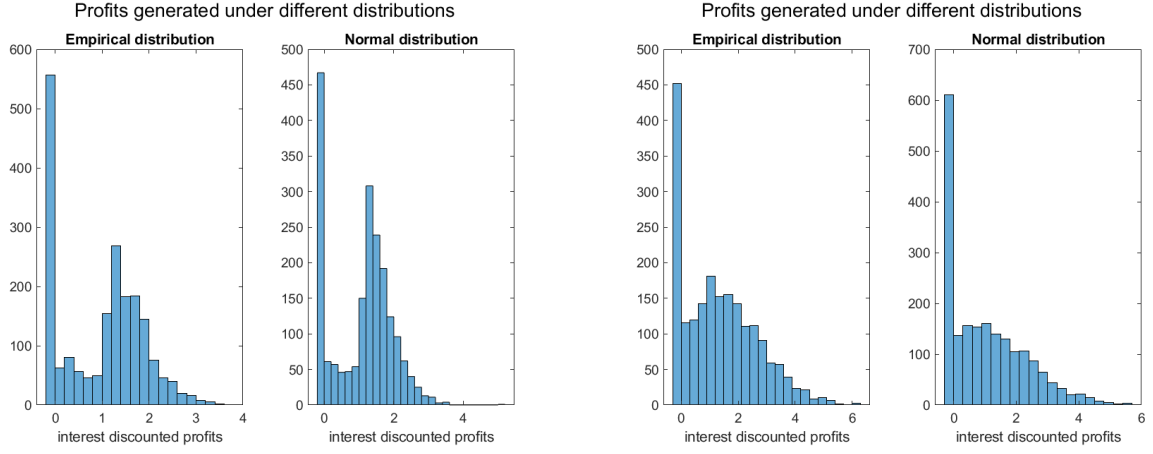 Profits generated under different distributions
Empirical distribution
600
500
400
300
200
100
0
0 1 2 3 4
interest discounted profits
Normal distribution
500
450
400
350
300
250
200
150
100
50
0
0 2 4
interest discounted profits
Profits generated under different distributions
Empirical distribution
500
450
400
350
300
250
200
150
100
50
0
0 2 4 6
interest discounted profits
Normal distribution
700
600
500
400
300
200
100
0
0 2 4 6
interest discounted profits